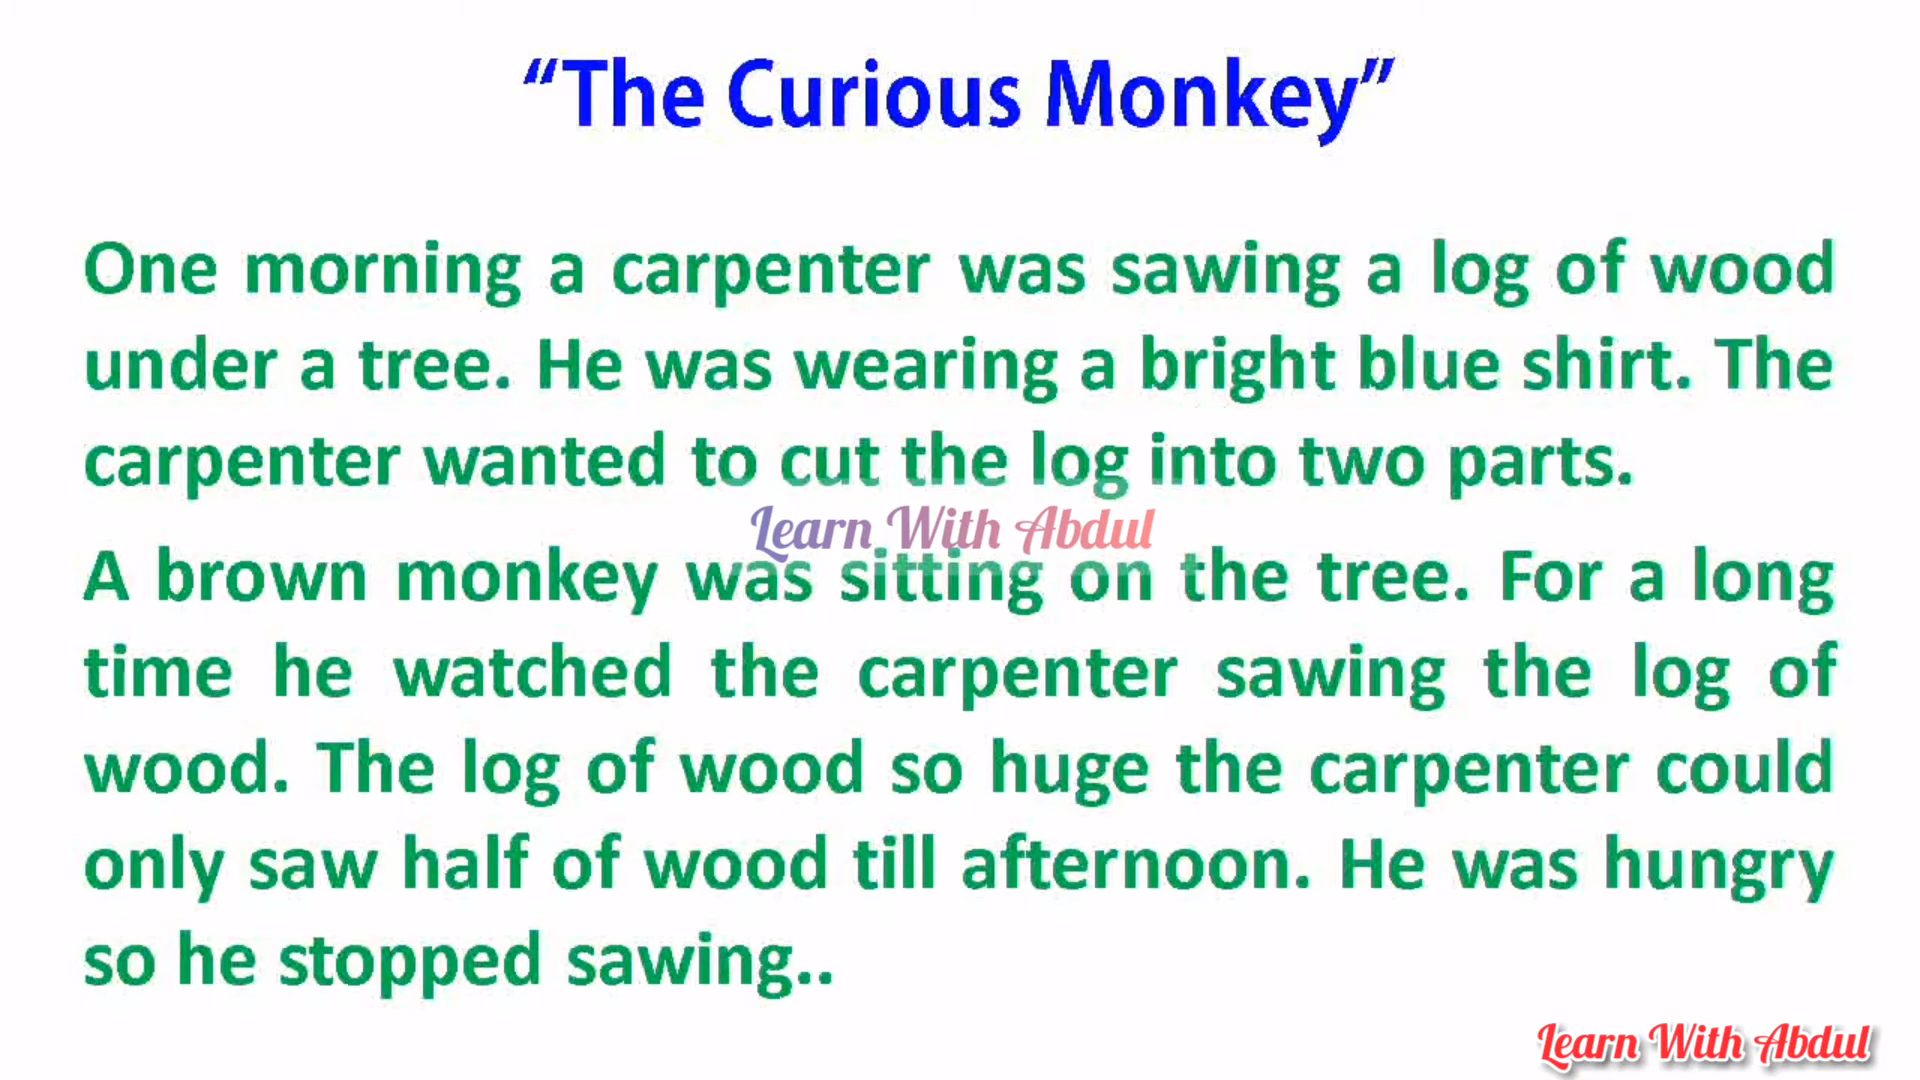 “The Curious Monkey”
One morning a carpenter was sawing a log of wood
under a tree. He was wearing a bright blue shirt. The
carpenter wanted to cut the log into two parts.
Learn With Abdul
A brown monkey was sitting on the tree. For a long
time he watched the carpenter sawing the log of
wood. The log of wood so huge the carpenter could
only saw half of wood till afternoon. He was hungry
so he stopped sawing..
Learn With Abdul